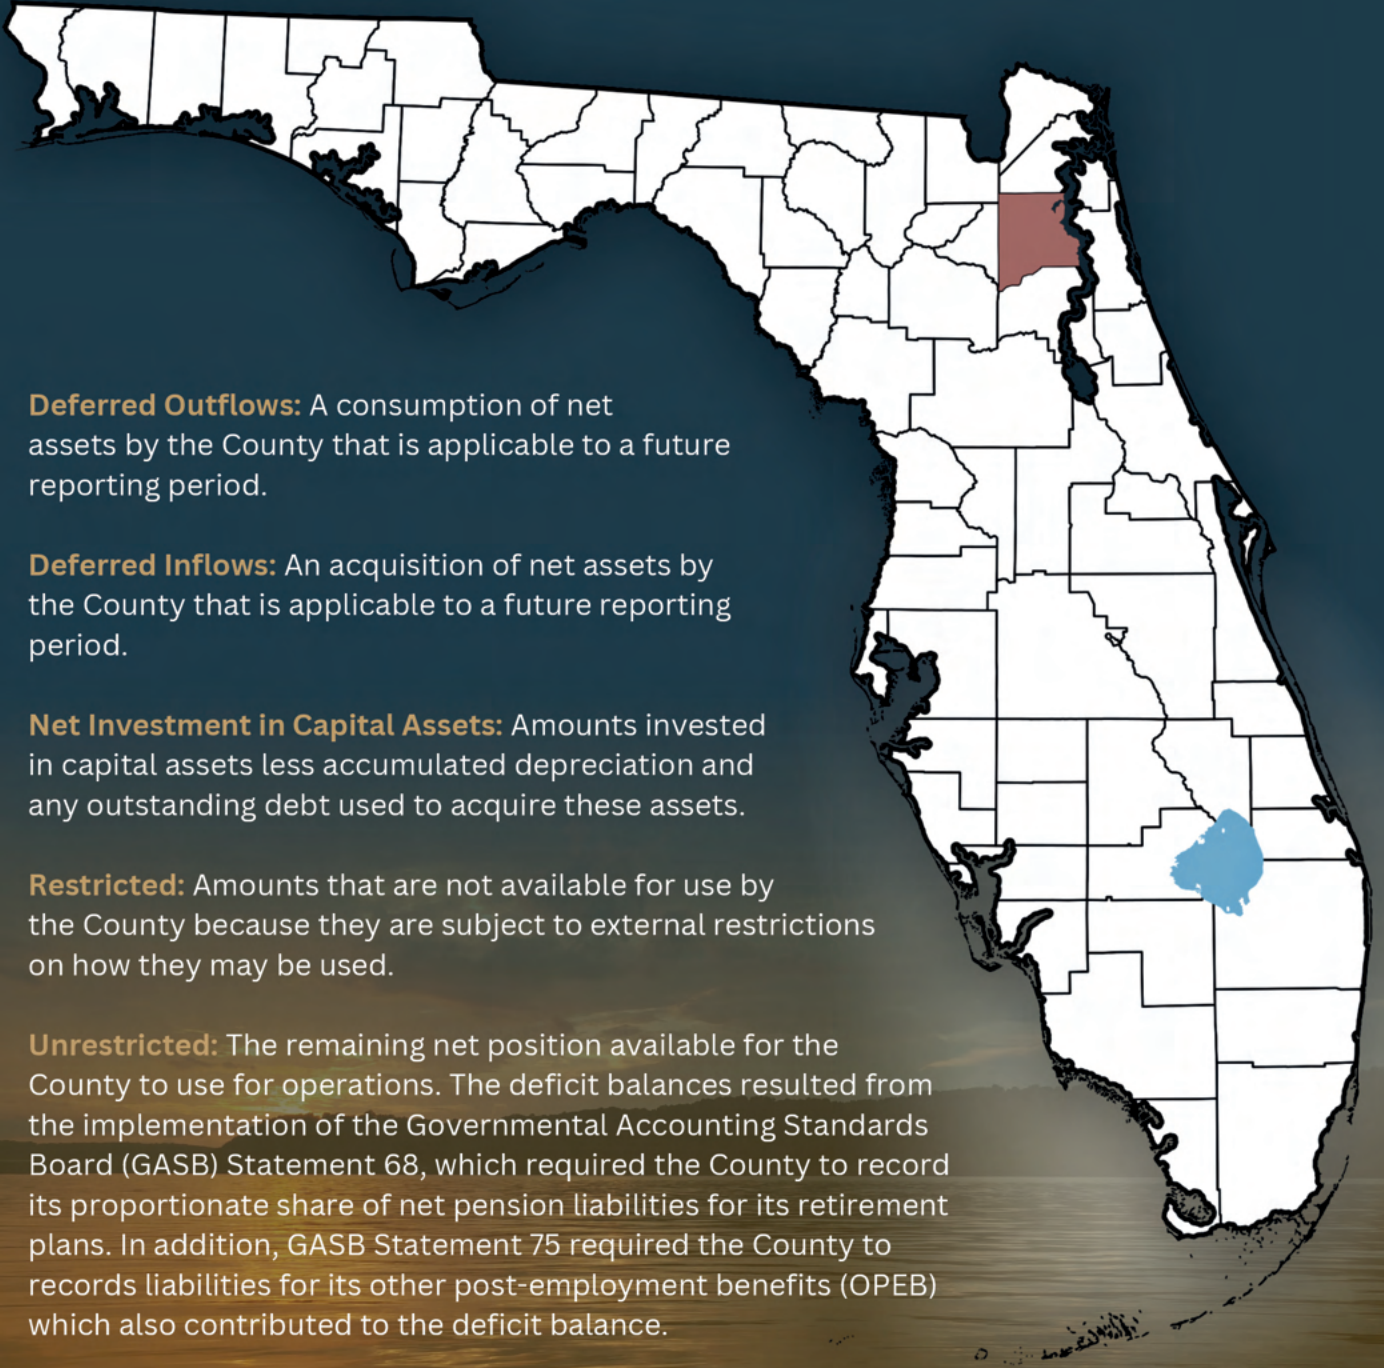 Deferred Outflows: A consumption of net
assets by the County that is applicable to a future
reporting period.
Deferred Inflows: An acquisition of net assets by
the County that is applicable to a future reporting
period.
Net Investment in Capital Assets: Amounts invested
in capital assets less accumulated depreciation and
any outstanding debt used to acquire these assets.
Restricted: Amounts that are not available for use by
the County because they are subject to external restrictions
on how they may be used.
Unrestricted: The remaining net position available for the
County to use for operations. The deficit balances resulted from
the implementation of the Governmental Accounting Standards
Board (GASB) Statement 68, which required the County to record
its proportionate share of net pension liabilities for its retirement
plans. In addition, GASB Statement 75 required the County to
records liabilities for its other post-employment benefits (OPEB)
which also contributed to the deficit balance.